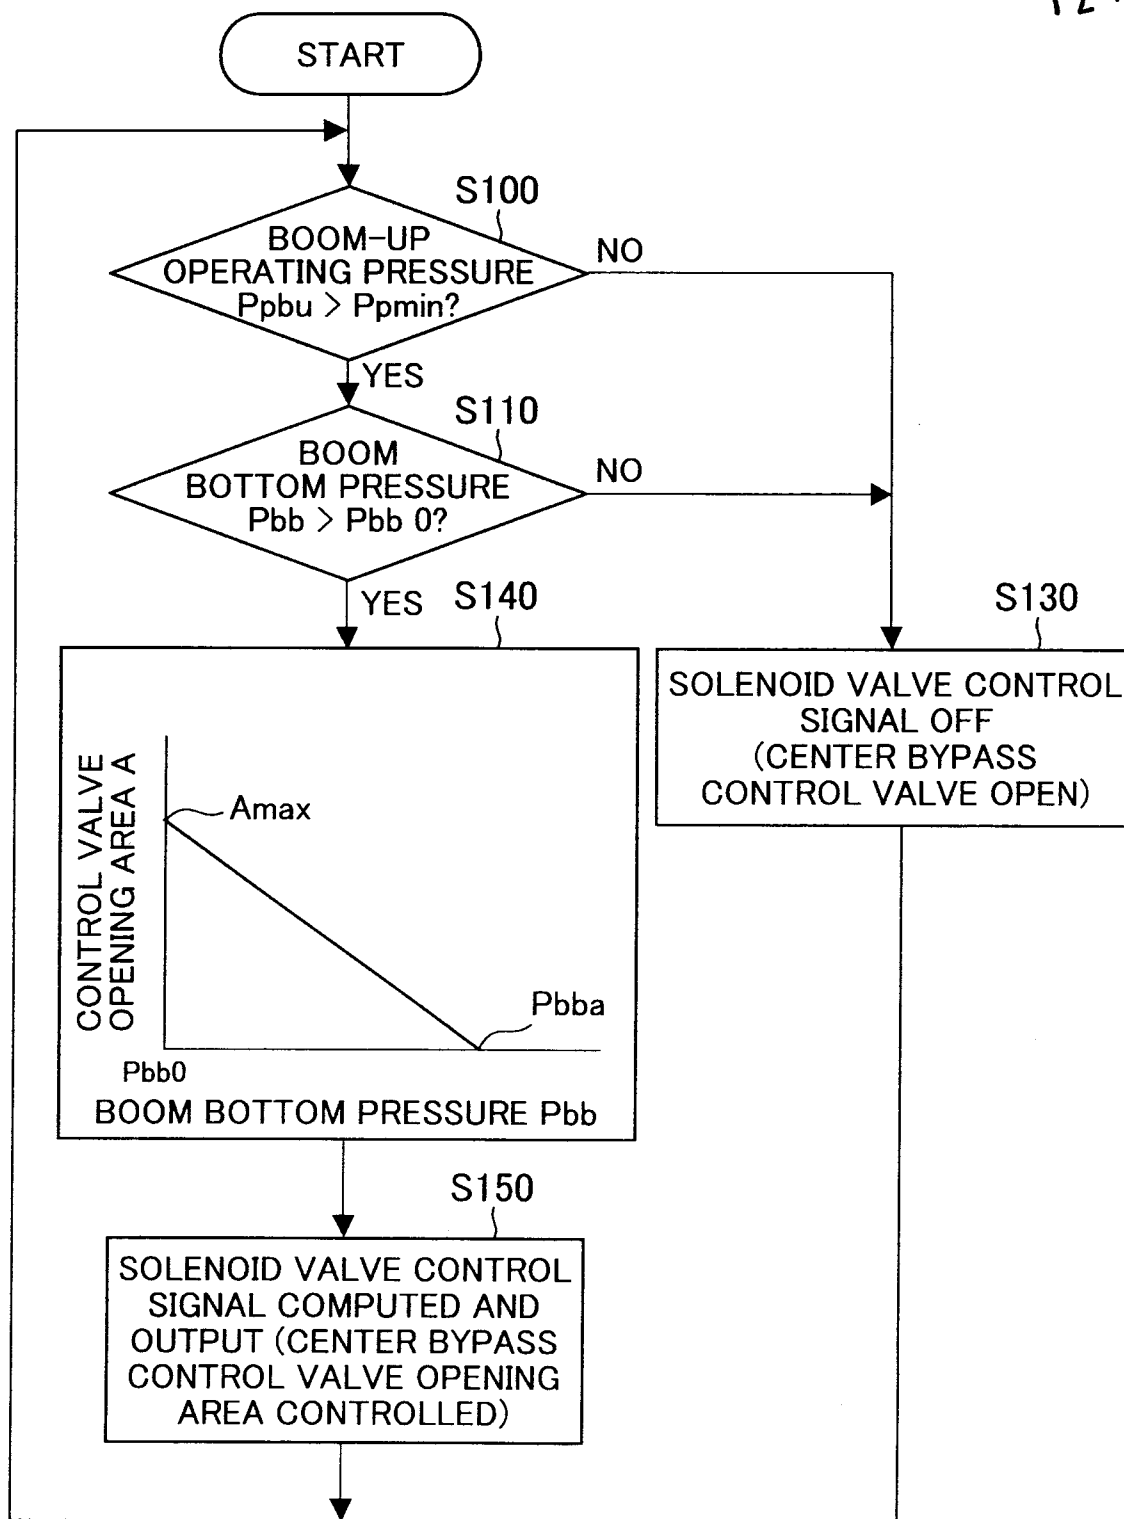 START
S100
BOOM-UP
OPERATING PRESSURE
Ppbu > Ppmin?
NO
YES
S110
BOOM
BOTTOM PRESSURE
Pbb > Pbb 0?
NO
YES
S140
S130
SOLENOID VALVE CONTROL
SIGNAL OFF
(CENTER BYPASS
CONTROL VALVE OPEN)
CONTROL VALVE
OPENING AREA A
Amax
Pbba
Pbb0
BOOM BOTTOM PRESSURE Pbb
S150
SOLENOID VALVE CONTROL
SIGNAL COMPUTED AND
OUTPUT (CENTER BYPASS
CONTROL VALVE OPENING
AREA CONTROLLED)